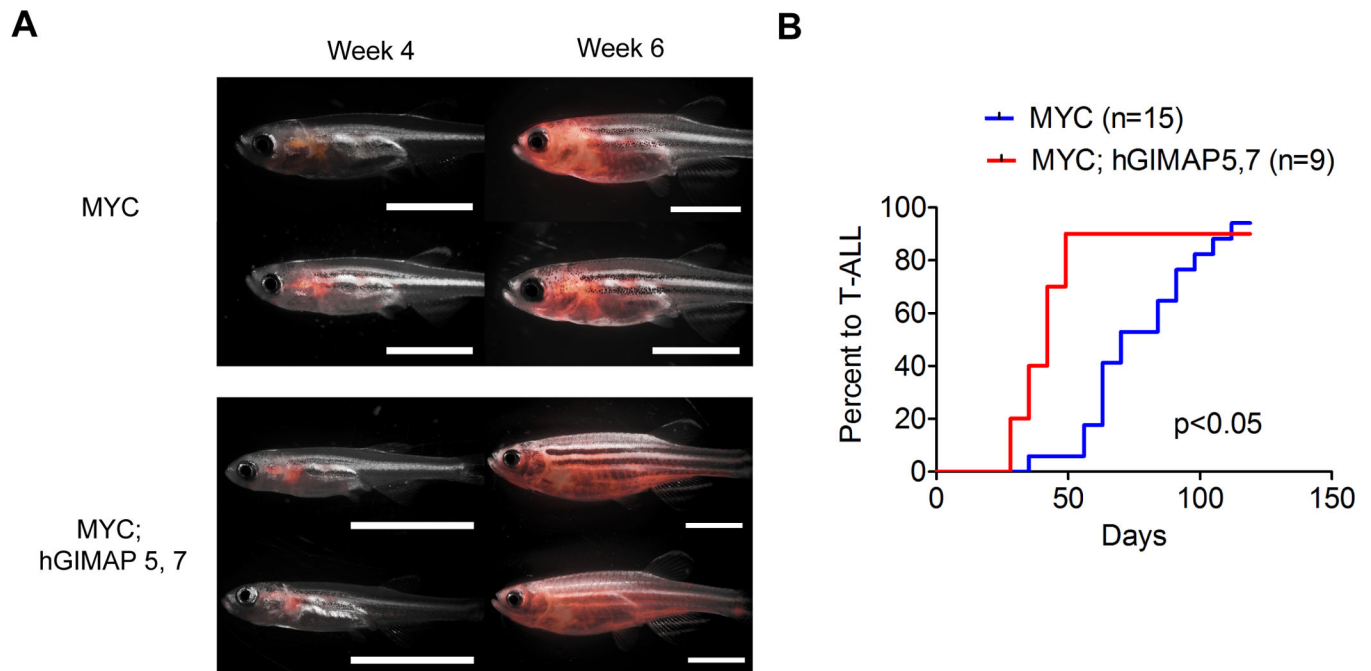 A
Week 4
Week 6
MYC
MYC;
hGIMAP 5, 7
B
MYC (n=15)
MYC; hGIMAP5,7 (n=9)
Percent to T-ALL
100
80
60
40
20
0
p<0.05
0
50
100
150
Days